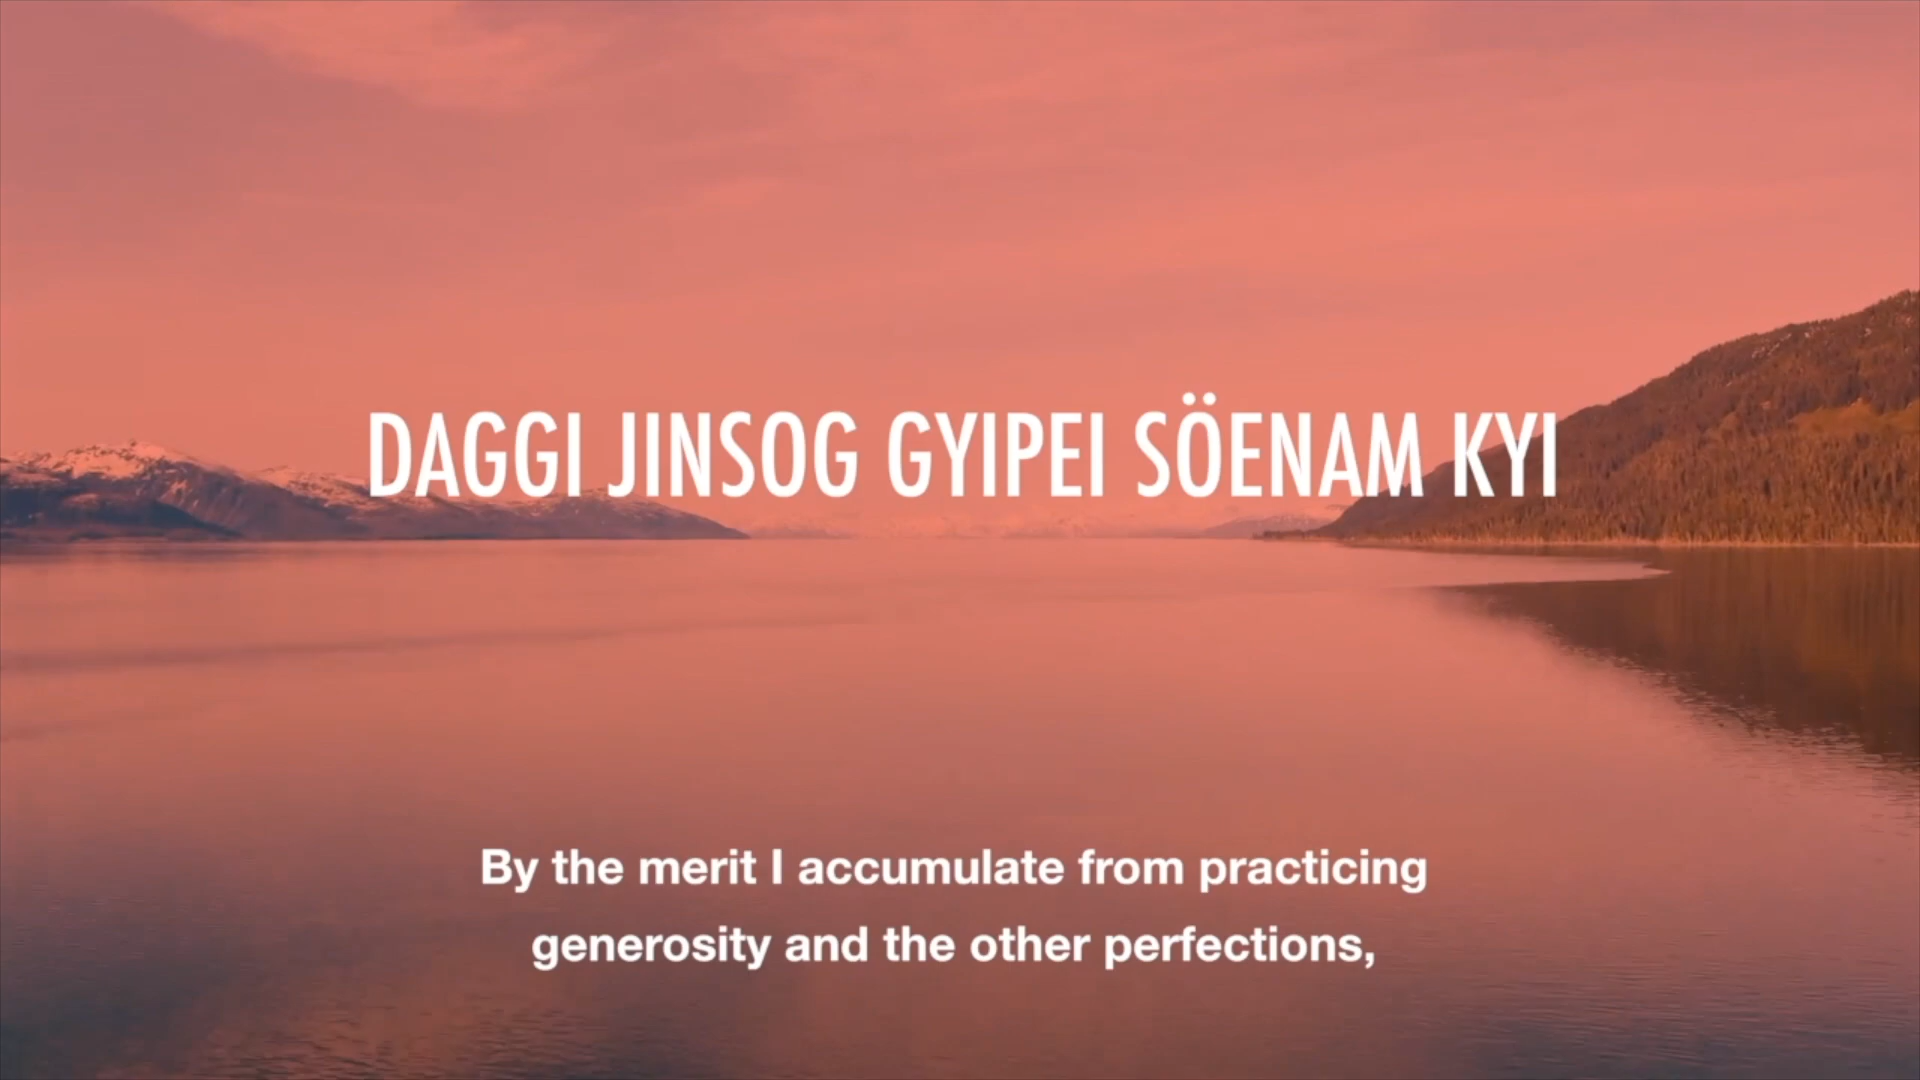 DAGGI JINSOG GYIPEI SÖENAM KYI
By the merit I accumulate from practicing
generosity and the other perfections,